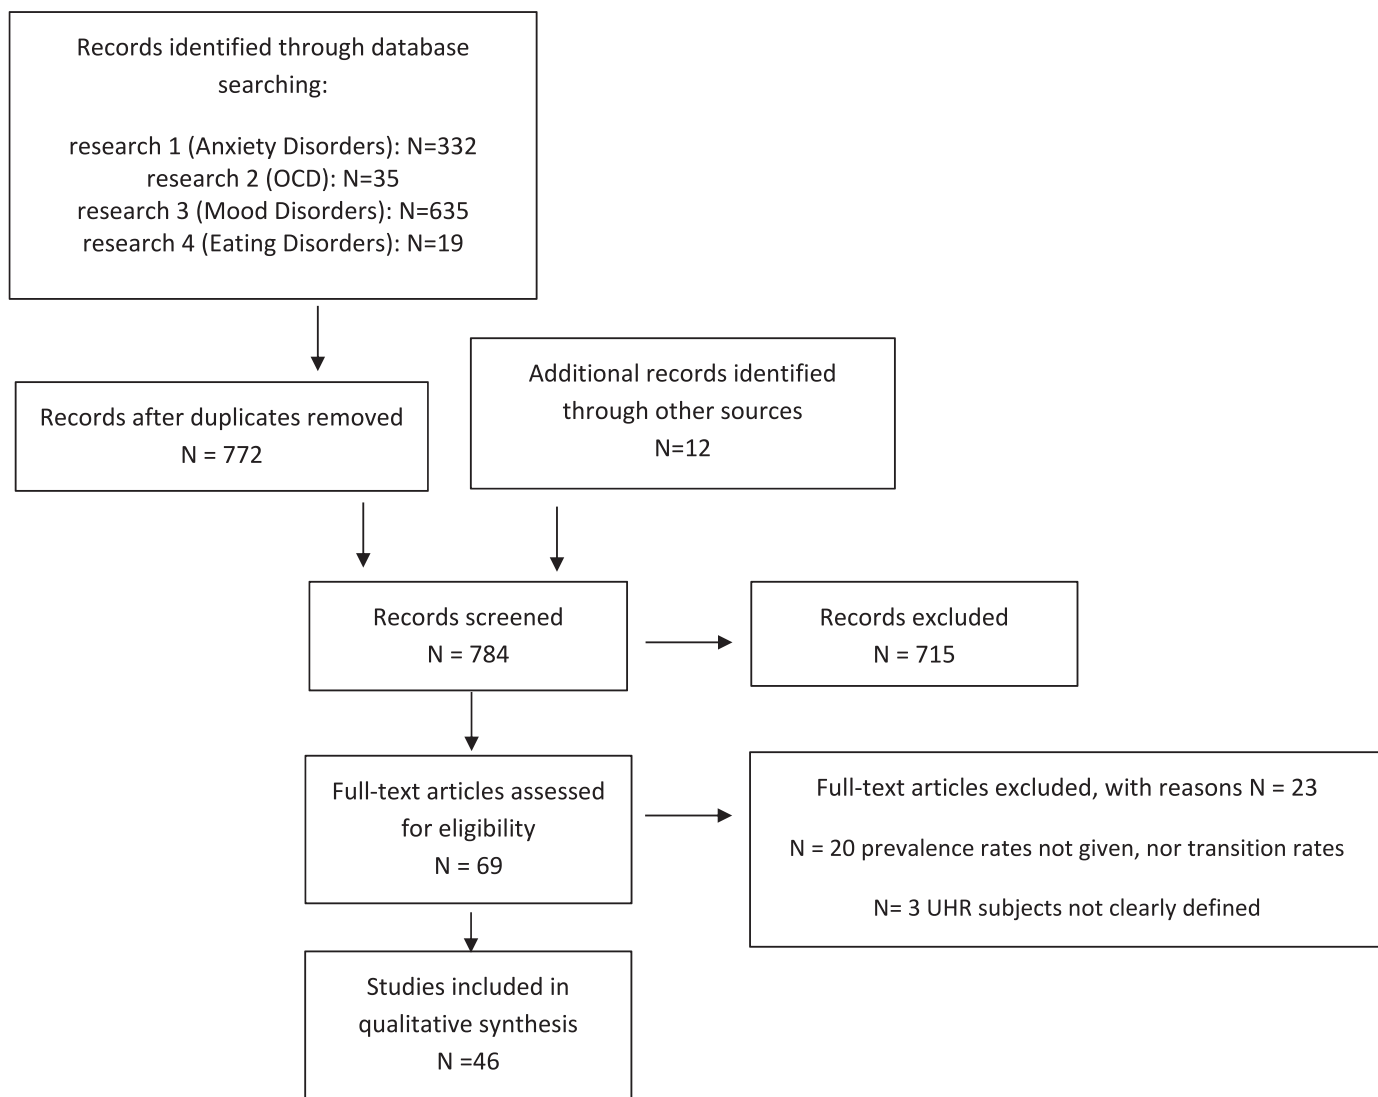 Records identified through database
searching:
research 1 (Anxiety Disorders): N=332
research 2 (OCD): N=35
research 3 (Mood Disorders): N=635
research 4 (Eating Disorders): N=19
Records after duplicates removed
N = 772
Additional records identified
through other sources
N=12
Records screened
N = 784
Records excluded
N = 715
Full-text articles assessed
for eligibility
N = 69
Full-text articles excluded, with reasons N = 23
N = 20 prevalence rates not given, nor transition rates
N= 3 UHR subjects not clearly defined
Studies included in
qualitative synthesis
N =46